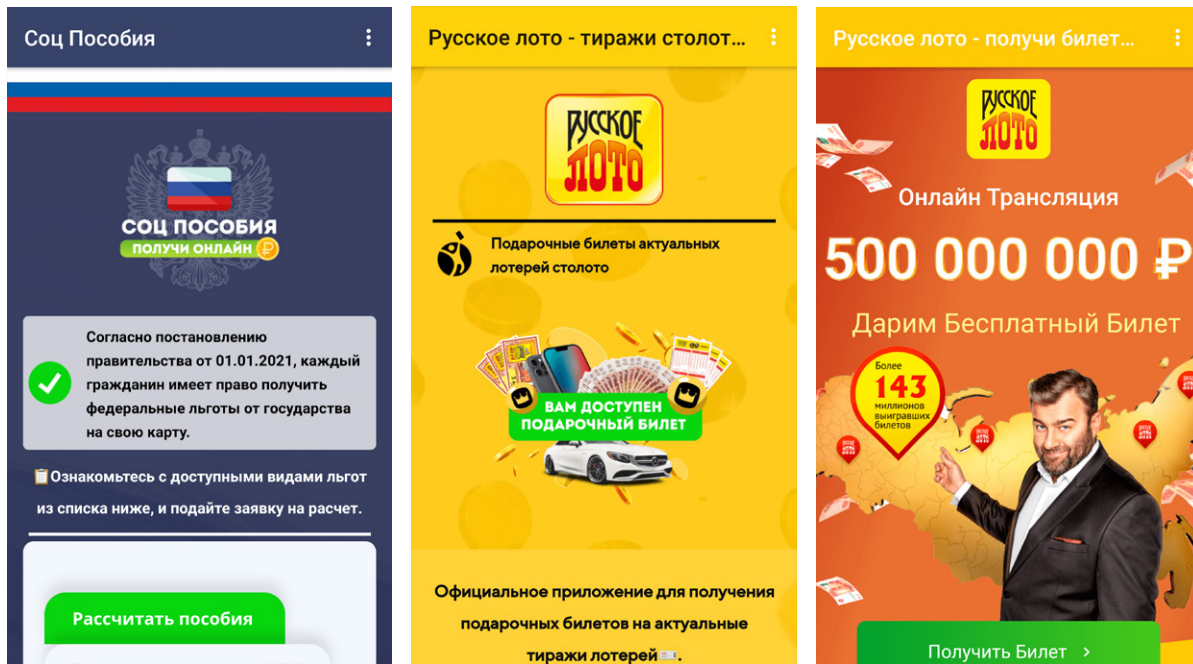 Соц Пособия
СОЦ ПОСОБИЯ
ПОЛУЧИ ОНЛАЙН ₽
Согласно постановлению
правительства от 01.01.2021, каждый
гражданин имеет право получить
федеральные льготы от государства
на свою карту.
Ознакомьтесь с доступными видами льгот
из списка ниже, и подайте заявку на расчет.
Рассчитать пособия
Русское лото - тиражи столот...
РУССКОЕ
ЛОТО
Подарочные билеты актуальных
лотерей столото
ВАМ ДОСТУПЕН
ПОДАРОЧНЫЙ БИЛЕТ
Официальное приложение для получения
подарочных билетов на актуальные
тиражи лотерей.
Русское лото - получи билет...
РУССКОЕ
ЛОТО
Онлайн Трансляция
500 000 000 ₽
Дарим Бесплатный Билет
Более
143
миллионов
выигравших
билетов
Получить Билет >